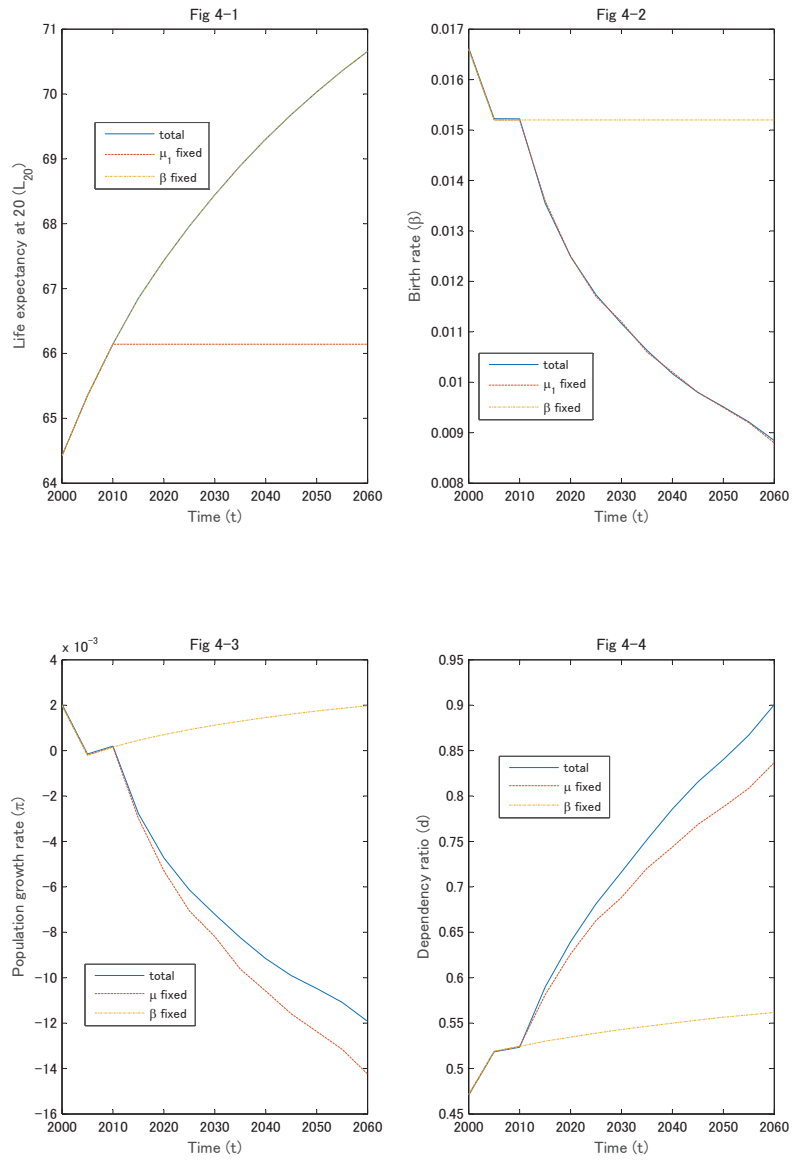 Fig 4-1
71
70
69
68
67
66
65
64
Life expectancy at 20 (L20)
total
μ1 fixed
β fixed
2000 2010 2020 2030 2040 2050 2060
Time (t)
Fig 4-2
0.017
0.016
0.015
0.014
0.013
0.012
0.011
0.01
0.009
0.008
Birth rate (β)
total
μ1 fixed
β fixed
2000 2010 2020 2030 2040 2050 2060
Time (t)
Fig 4-3
x 10−3
4
2
0
−2
−4
−6
−8
−10
−12
−14
−16
Population growth rate (π)
total
μ fixed
β fixed
2000 2010 2020 2030 2040 2050 2060
Time (t)
Fig 4-4
0.95
0.9
0.85
0.8
0.75
0.7
0.65
0.6
0.55
0.5
0.45
Dependency ratio (d)
total
μ fixed
β fixed
2000 2010 2020 2030 2040 2050 2060
Time (t)